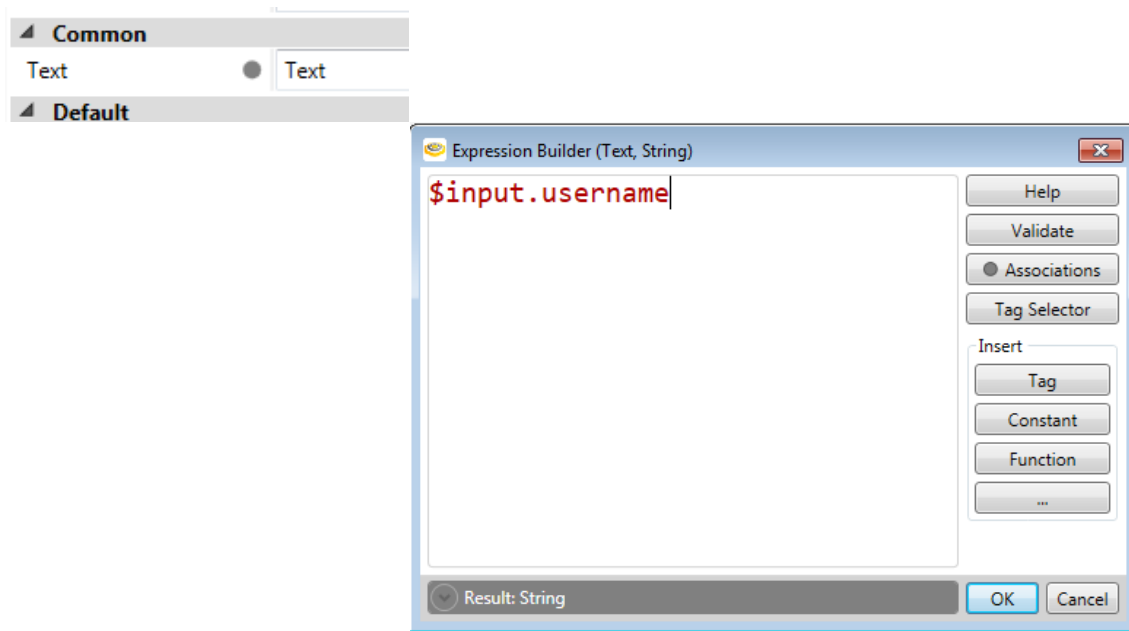 Common
Text Text
Default
Expression Builder (Text, String)
$input.username
Help
Validate
Associations
Tag Selector
Insert
Tag
Constant
Function
...
Result: String
OK Cancel